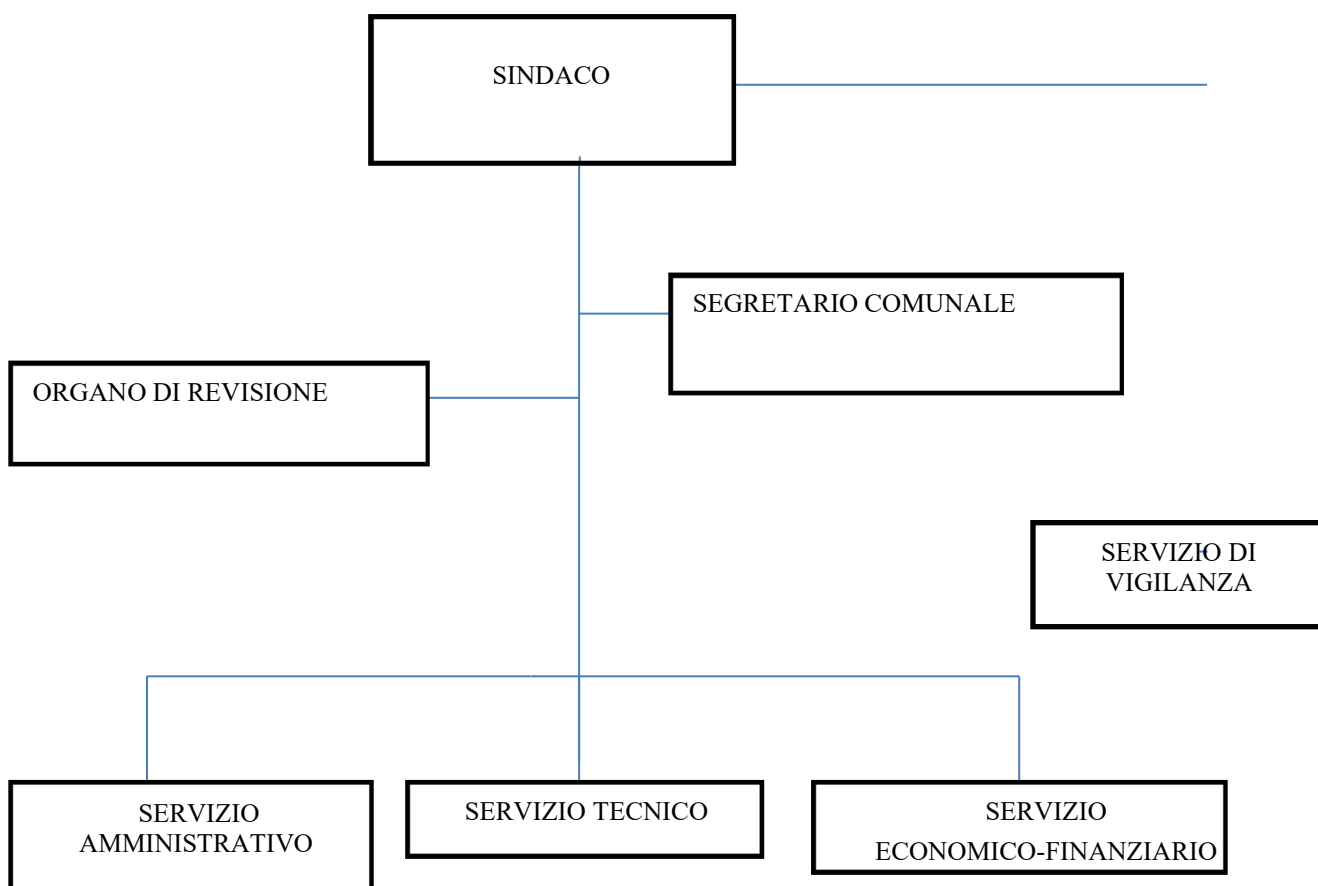 SINDACO
SEGRETARIO COMUNALE
ORGANO DI REVISIONE
SERVIZIO DI
VIGILANZA
SERVIZIO
AMMINISTRATIVO
SERVIZIO TECNICO
SERVIZIO
ECONOMICO-FINANZIARIO